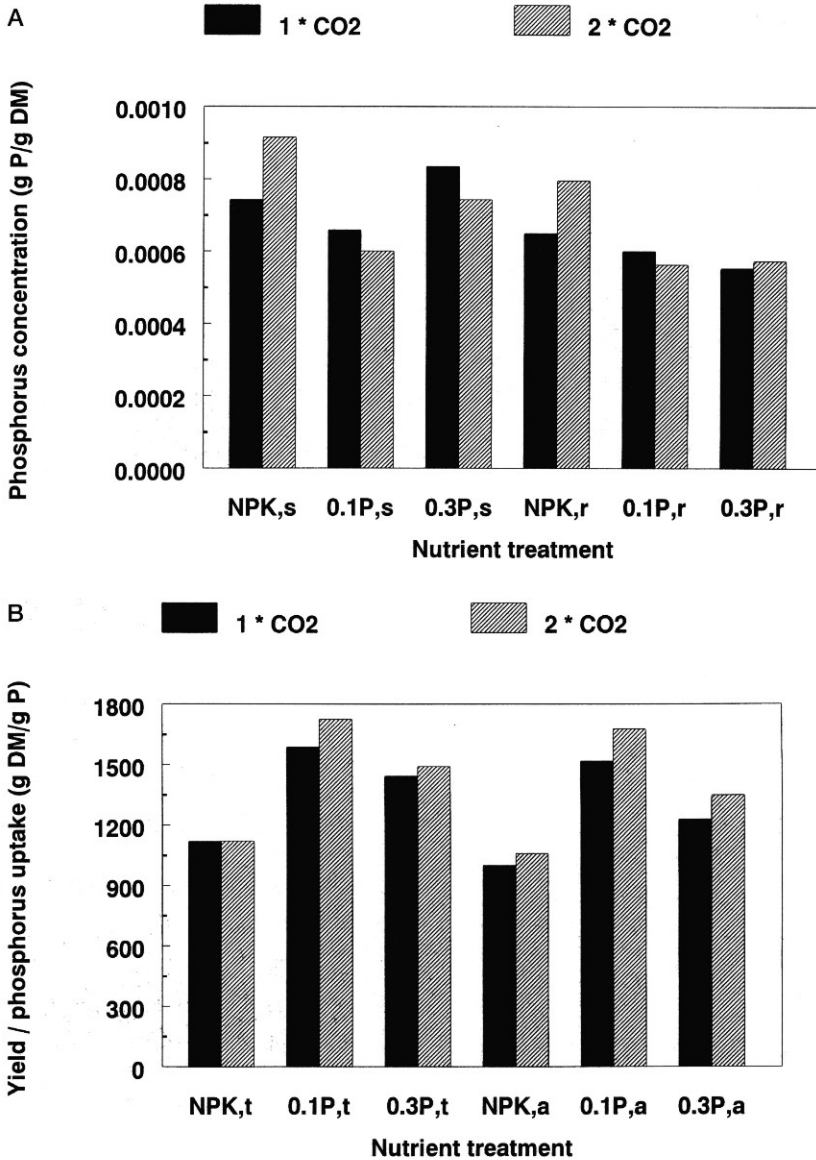 A
1 * CO2
2 * CO2
Phosphorus concentration (g P/g DM)
0.0010
0.0008
0.0006
0.0004
0.0002
0.0000
NPK,s 0.1P,s 0.3P,s NPK,r 0.1P,r 0.3P,r
Nutrient treatment
B
1 * CO2
2 * CO2
Yield / phosphorus uptake (g DM/g P)
1800
1500
1200
900
600
300
0
NPK,t 0.1P,t 0.3P,t NPK,a 0.1P,a 0.3P,a
Nutrient treatment